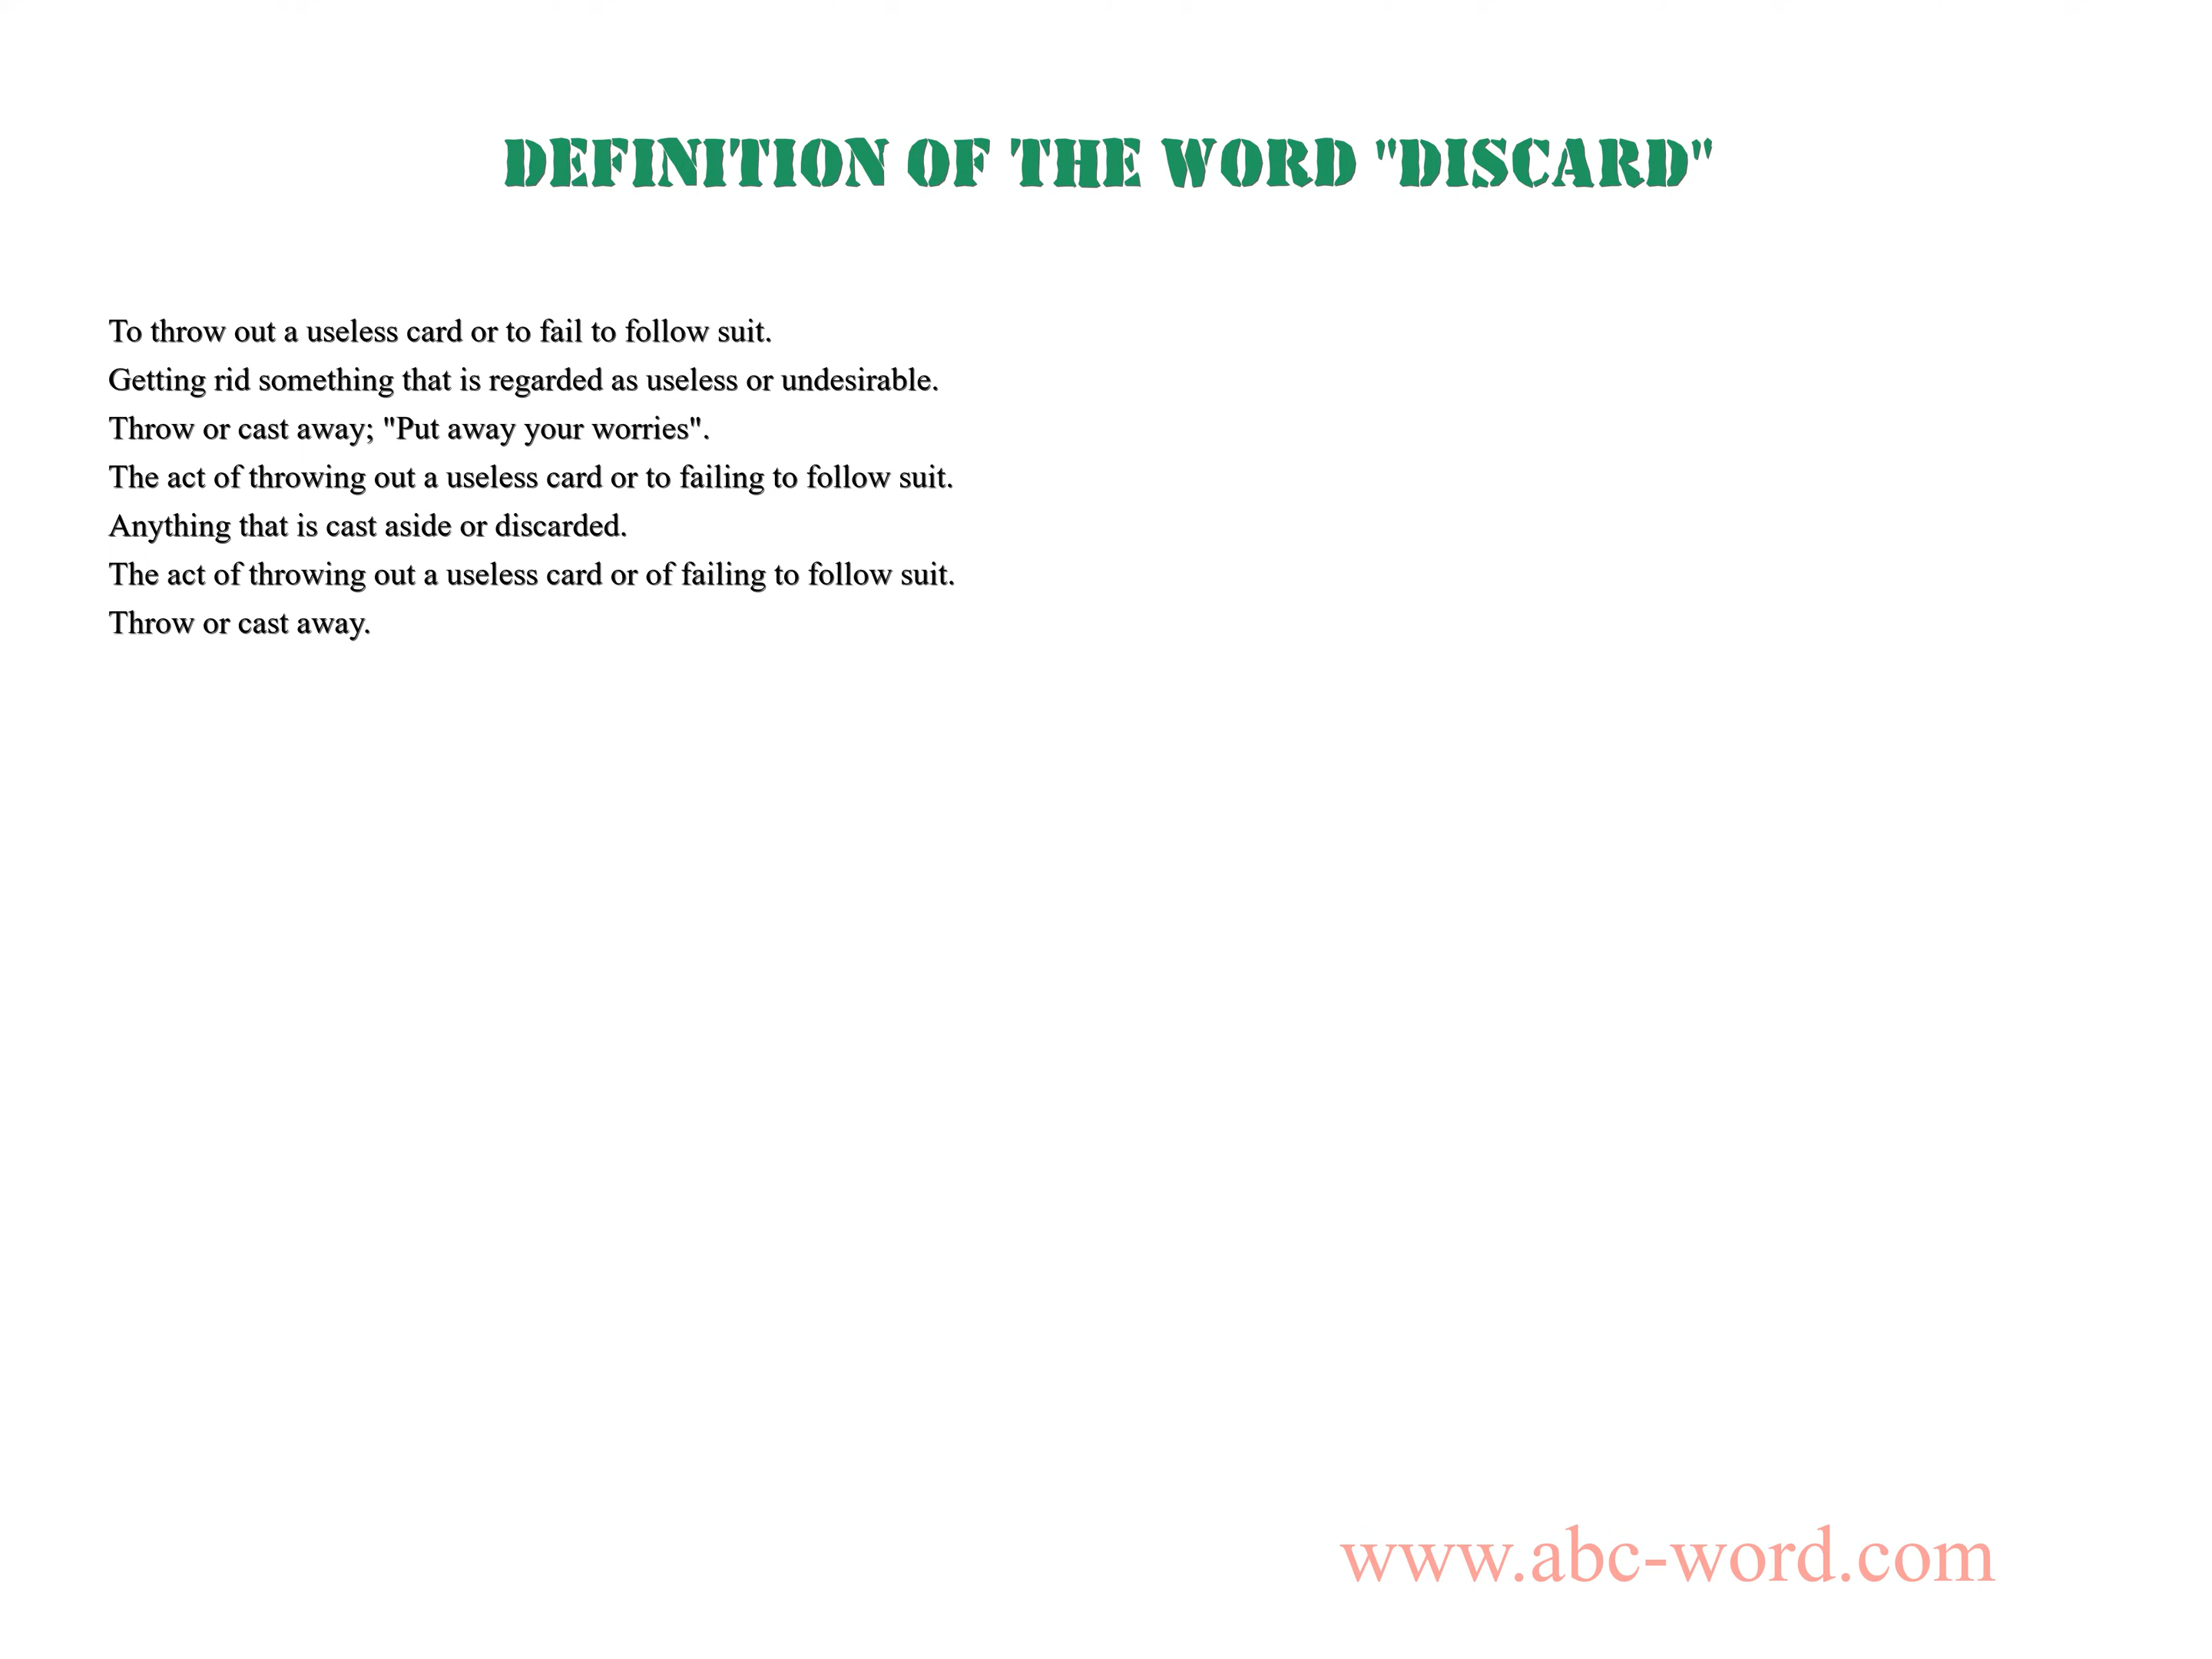 DEFINITION OF THE WORD "DISCARD"
To throw out a useless card or to fail to follow suit.
Getting rid something that is regarded as useless or undesirable.
Throw or cast away; "Put away your worries".
The act of throwing out a useless card or to failing to follow suit.
Anything that is cast aside or discarded.
The act of throwing out a useless card or of failing to follow suit.
Throw or cast away.
www.abc-word.com